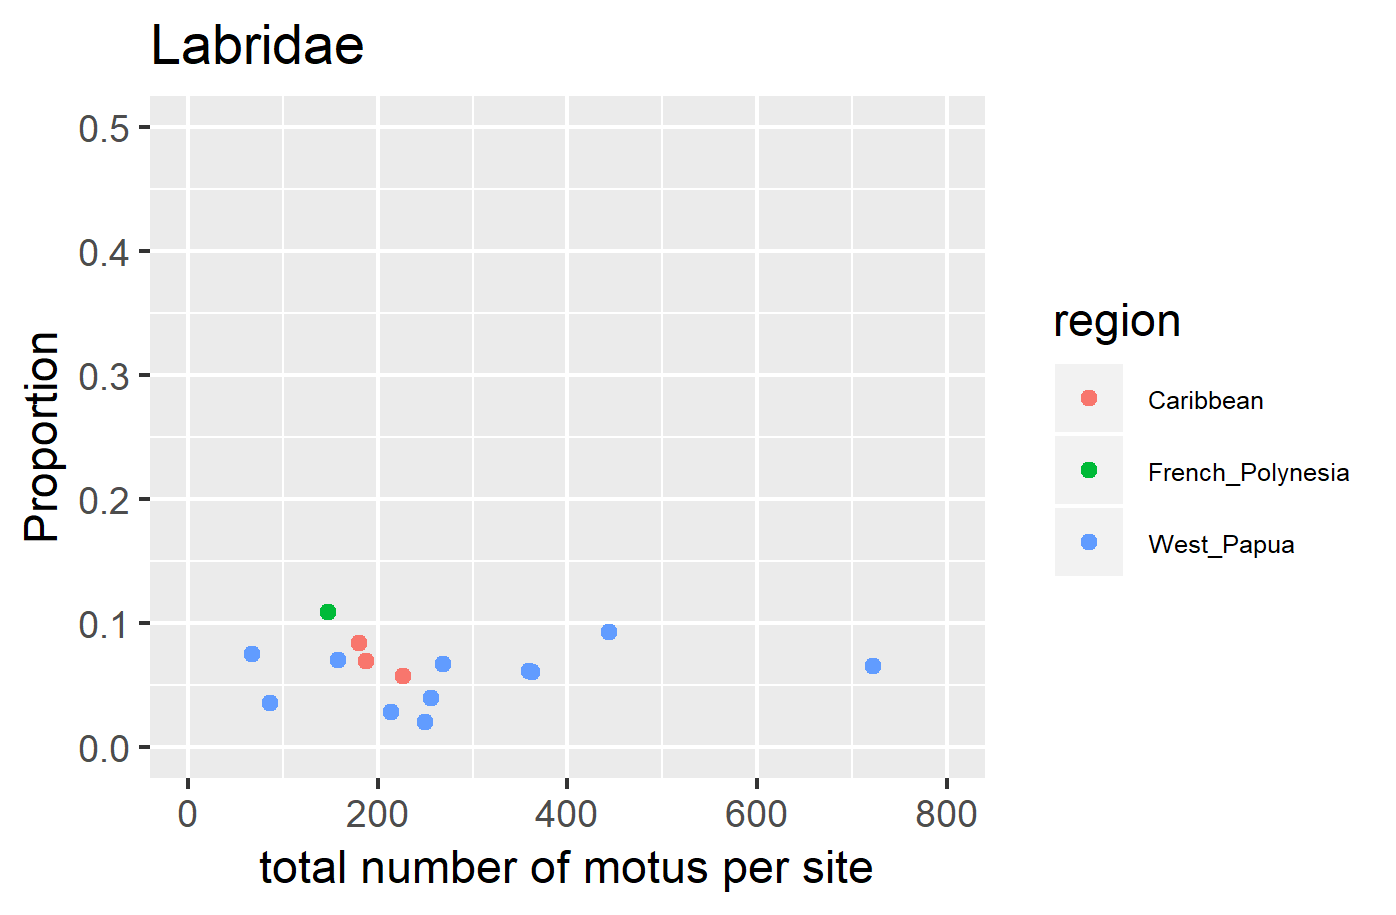 Labridae
0.5
0.4
0.3
0.2
0.1
0.0
Proportion
0 200 400 600 800
total number of motus per site
region
Caribbean
French_Polynesia
West_Papua